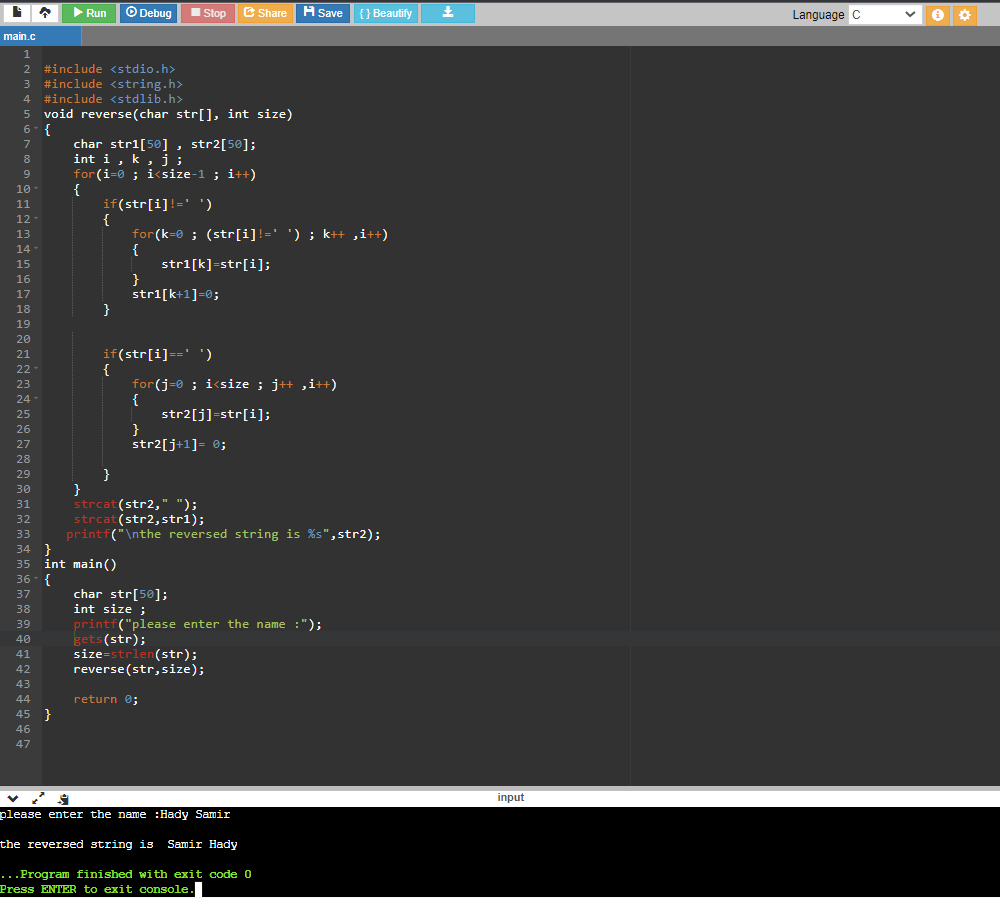 Run Debug Stop Share Save { } Beautify Language C
main.c
1
2 #include <stdio.h>
3 #include <string.h>
4 #include <stdlib.h>
5 void reverse(char str[], int size)
6 {
7 char str1[50] , str2[50];
8 int i , k , j ;
9 for(i=0 ; i<size-1 ; i++)
10 {
11 if(str[i]!=' ')
12 {
13 for(k=0 ; (str[i]!=' ') ; k++ ,i++)
14 {
15 str1[k]=str[i];
16 }
17 str1[k+1]=0;
18 }
19
20
21 if(str[i]==' ')
22 {
23 for(j=0 ; i<size ; j++ ,i++)
24 {
25 str2[j]=str[i];
26 }
27 str2[j+1]= 0;
28
29 }
30 }
31 strcat(str2," ");
32 strcat(str2,str1);
33 printf("\nthe reversed string is %s",str2);
34 }
35 int main()
36 {
37 char str[50];
38 int size ;
39 printf("please enter the name :");
40 gets(str);
41 size=strlen(str);
42 reverse(str,size);
43
44 return 0;
45 }
46
47
input
please enter the name :Hady Samir
the reversed string is  Samir Hady
...Program finished with exit code 0
Press ENTER to exit console.